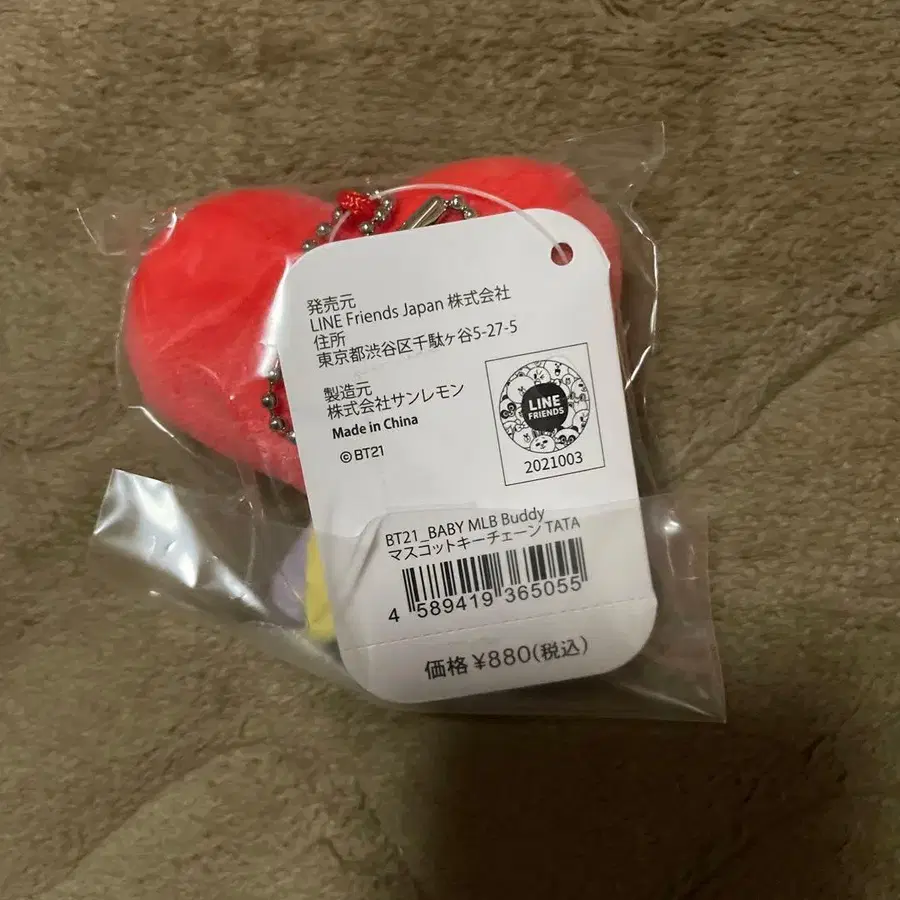 発売元
LINE Friends Japan 株式会社
住所
東京都渋谷区千駄ヶ谷5-27-5
製造元
株式会社サンレモン
Made in China
©BT21
LINE
FRIENDS
2021003
BT21_BABY MLB Buddy
マスコットキーチェーン TATA
4 589419 365055
価格 ¥880(税込)